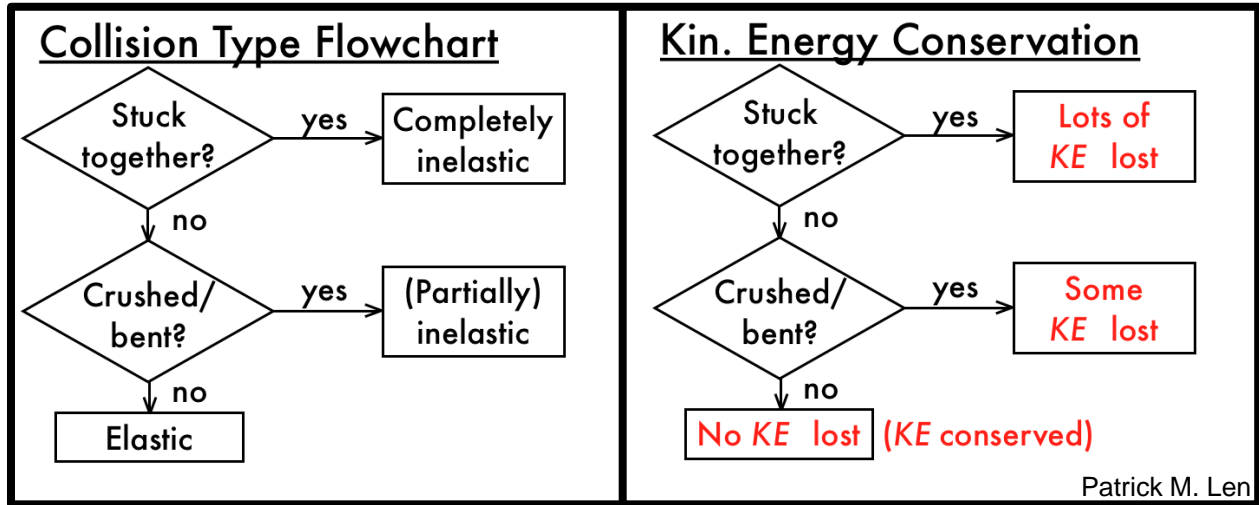 Collision Type Flowchart
Stuck
together?
yes
Completely
inelastic
no
Crushed/
bent?
yes
(Partially)
inelastic
no
Elastic
Kin. Energy Conservation
Stuck
together?
yes
Lots of
KE lost
no
Crushed/
bent?
yes
Some
KE lost
no
No KE lost (KE conserved)
Patrick M. Len